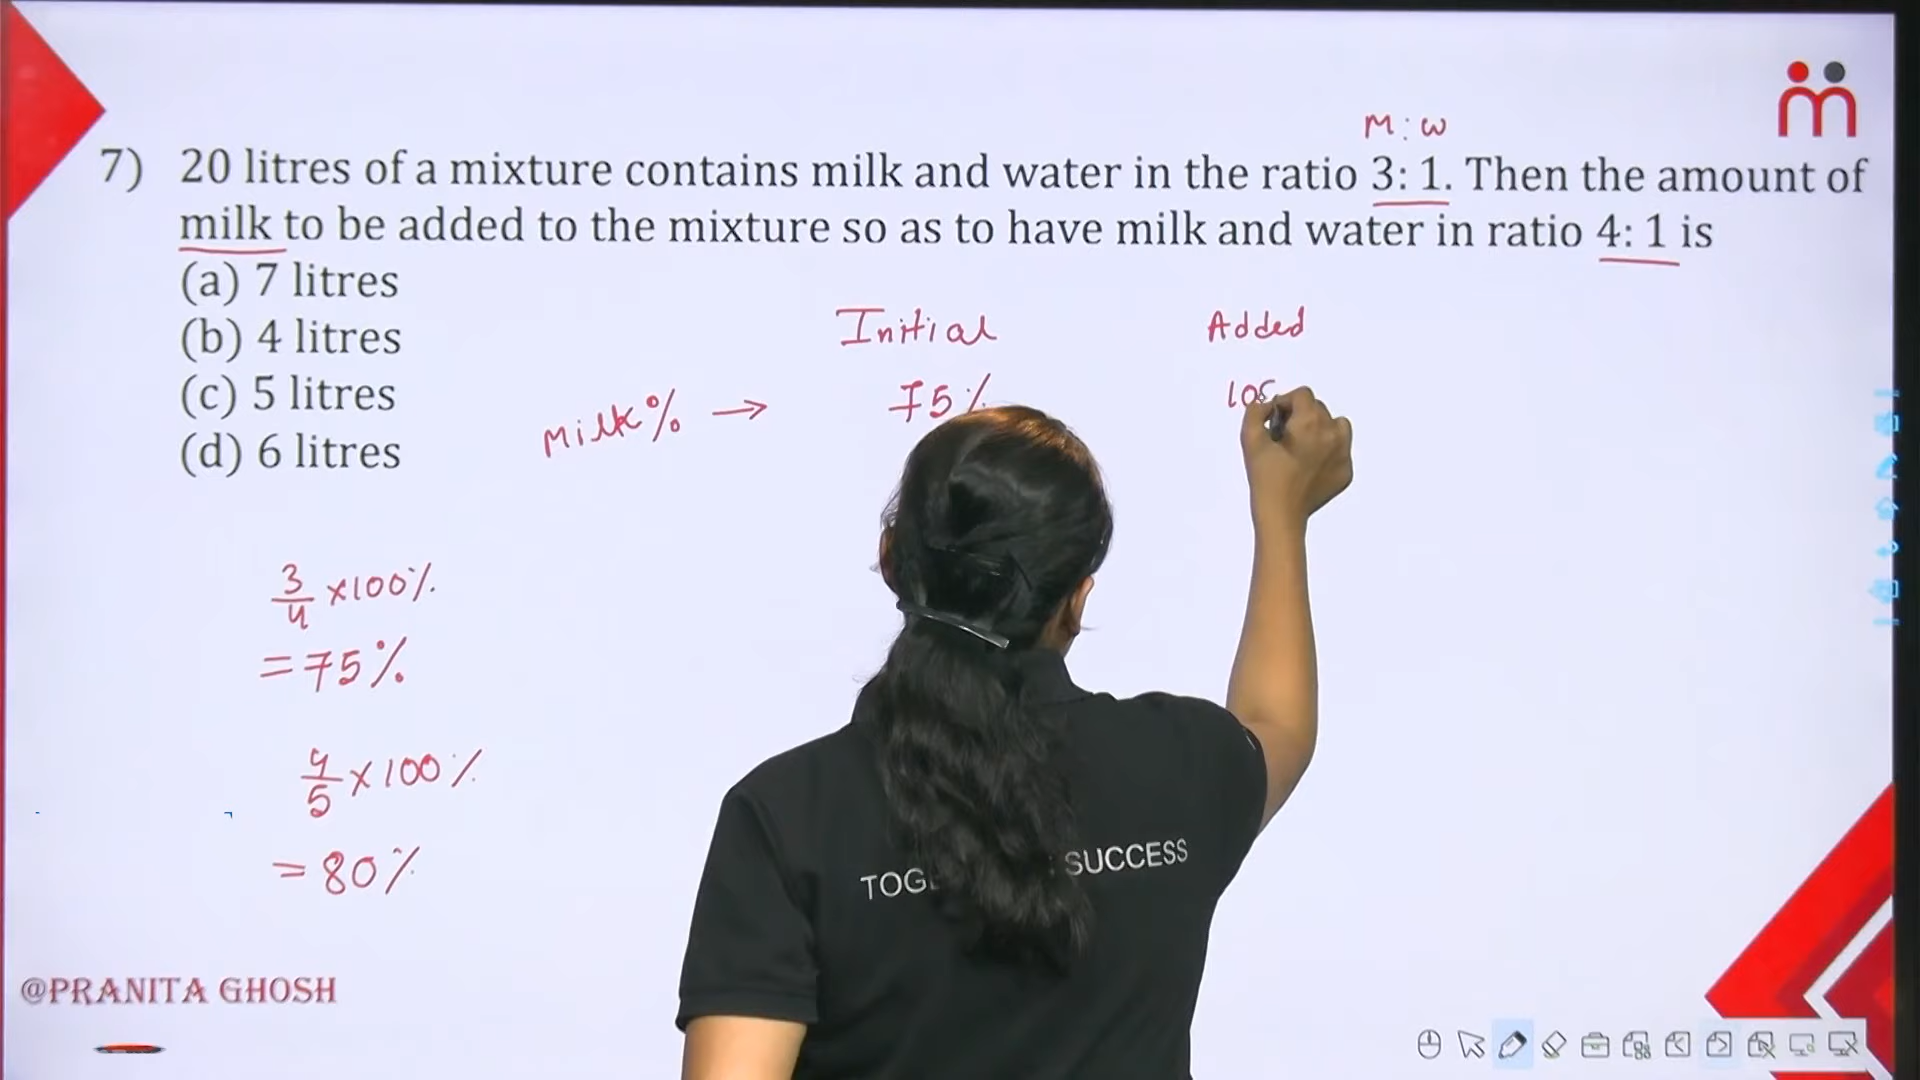 M : W
7) 20 litres of a mixture contains milk and water in the ratio 3: 1. Then the amount of
milk to be added to the mixture so as to have milk and water in ratio 4: 1 is
(a) 7 litres
(b) 4 litres
(c) 5 litres
(d) 6 litres
Initial Added
Milk% → 75%
3/4 ×100%
= 75%
4/5 ×100%
= 80%
SUCCESS
@PRANITA GHOSH